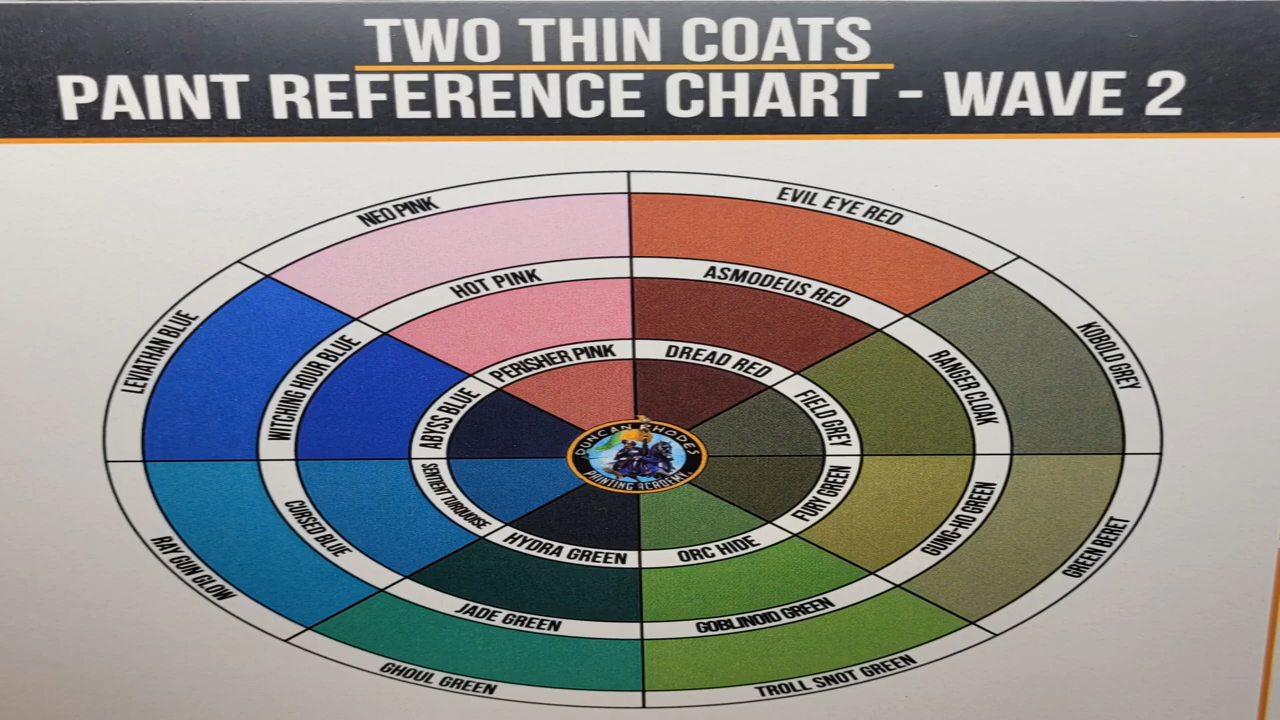 TWO THIN COATS
PAINT REFERENCE CHART - WAVE 2
NEO PINK
EVIL EYE RED
HOT PINK
ASMODEUS RED
PERISHER PINK
DREAD RED
LEVIATHAN BLUE
WITCHING HOUR BLUE
ABYSS BLUE
FIELD GREY
RANGER CLOAK
KOBOLD GREY
DUNCAN RHODES
PAINTING ACADEMY
RAY GUN GLOW
CURSED BLUE
SENTIENT TURQUOISE
FURY GREEN
GUNG-HO GREEN
GREEN BERET
HYDRA GREEN
ORC HIDE
JADE GREEN
GOBLINOID GREEN
GHOUL GREEN
TROLL SNOT GREEN